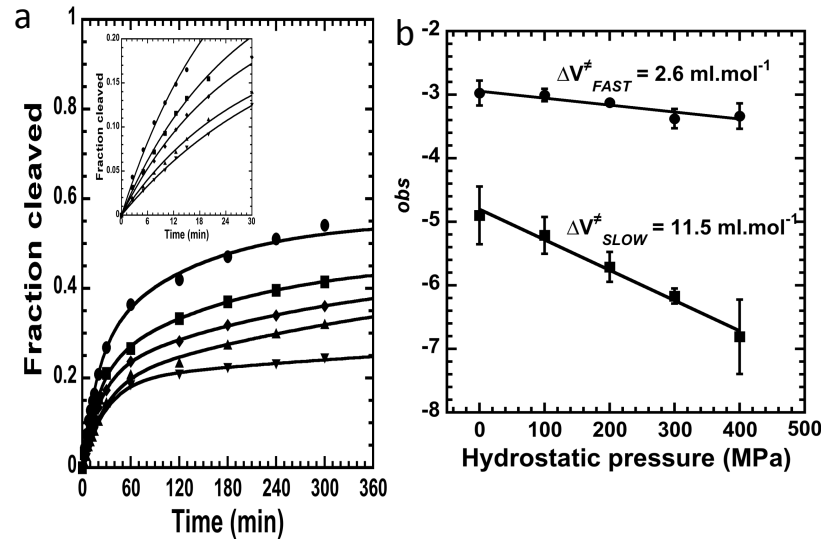 a
1
0.8
0.6
0.4
0.2
0
Fraction cleaved
0 60 120 180 240 300 360
Time (min)
0.20
0.15
0.10
0.05
0
Fraction cleaved
0 6 12 18 24 30
Time (min)
b
-2
-3
-4
-5
-6
-7
-8
obs
ΔV≠FAST = 2.6 ml.mol-1
ΔV≠SLOW = 11.5 ml.mol-1
0 100 200 300 400 500
Hydrostatic pressure (MPa)